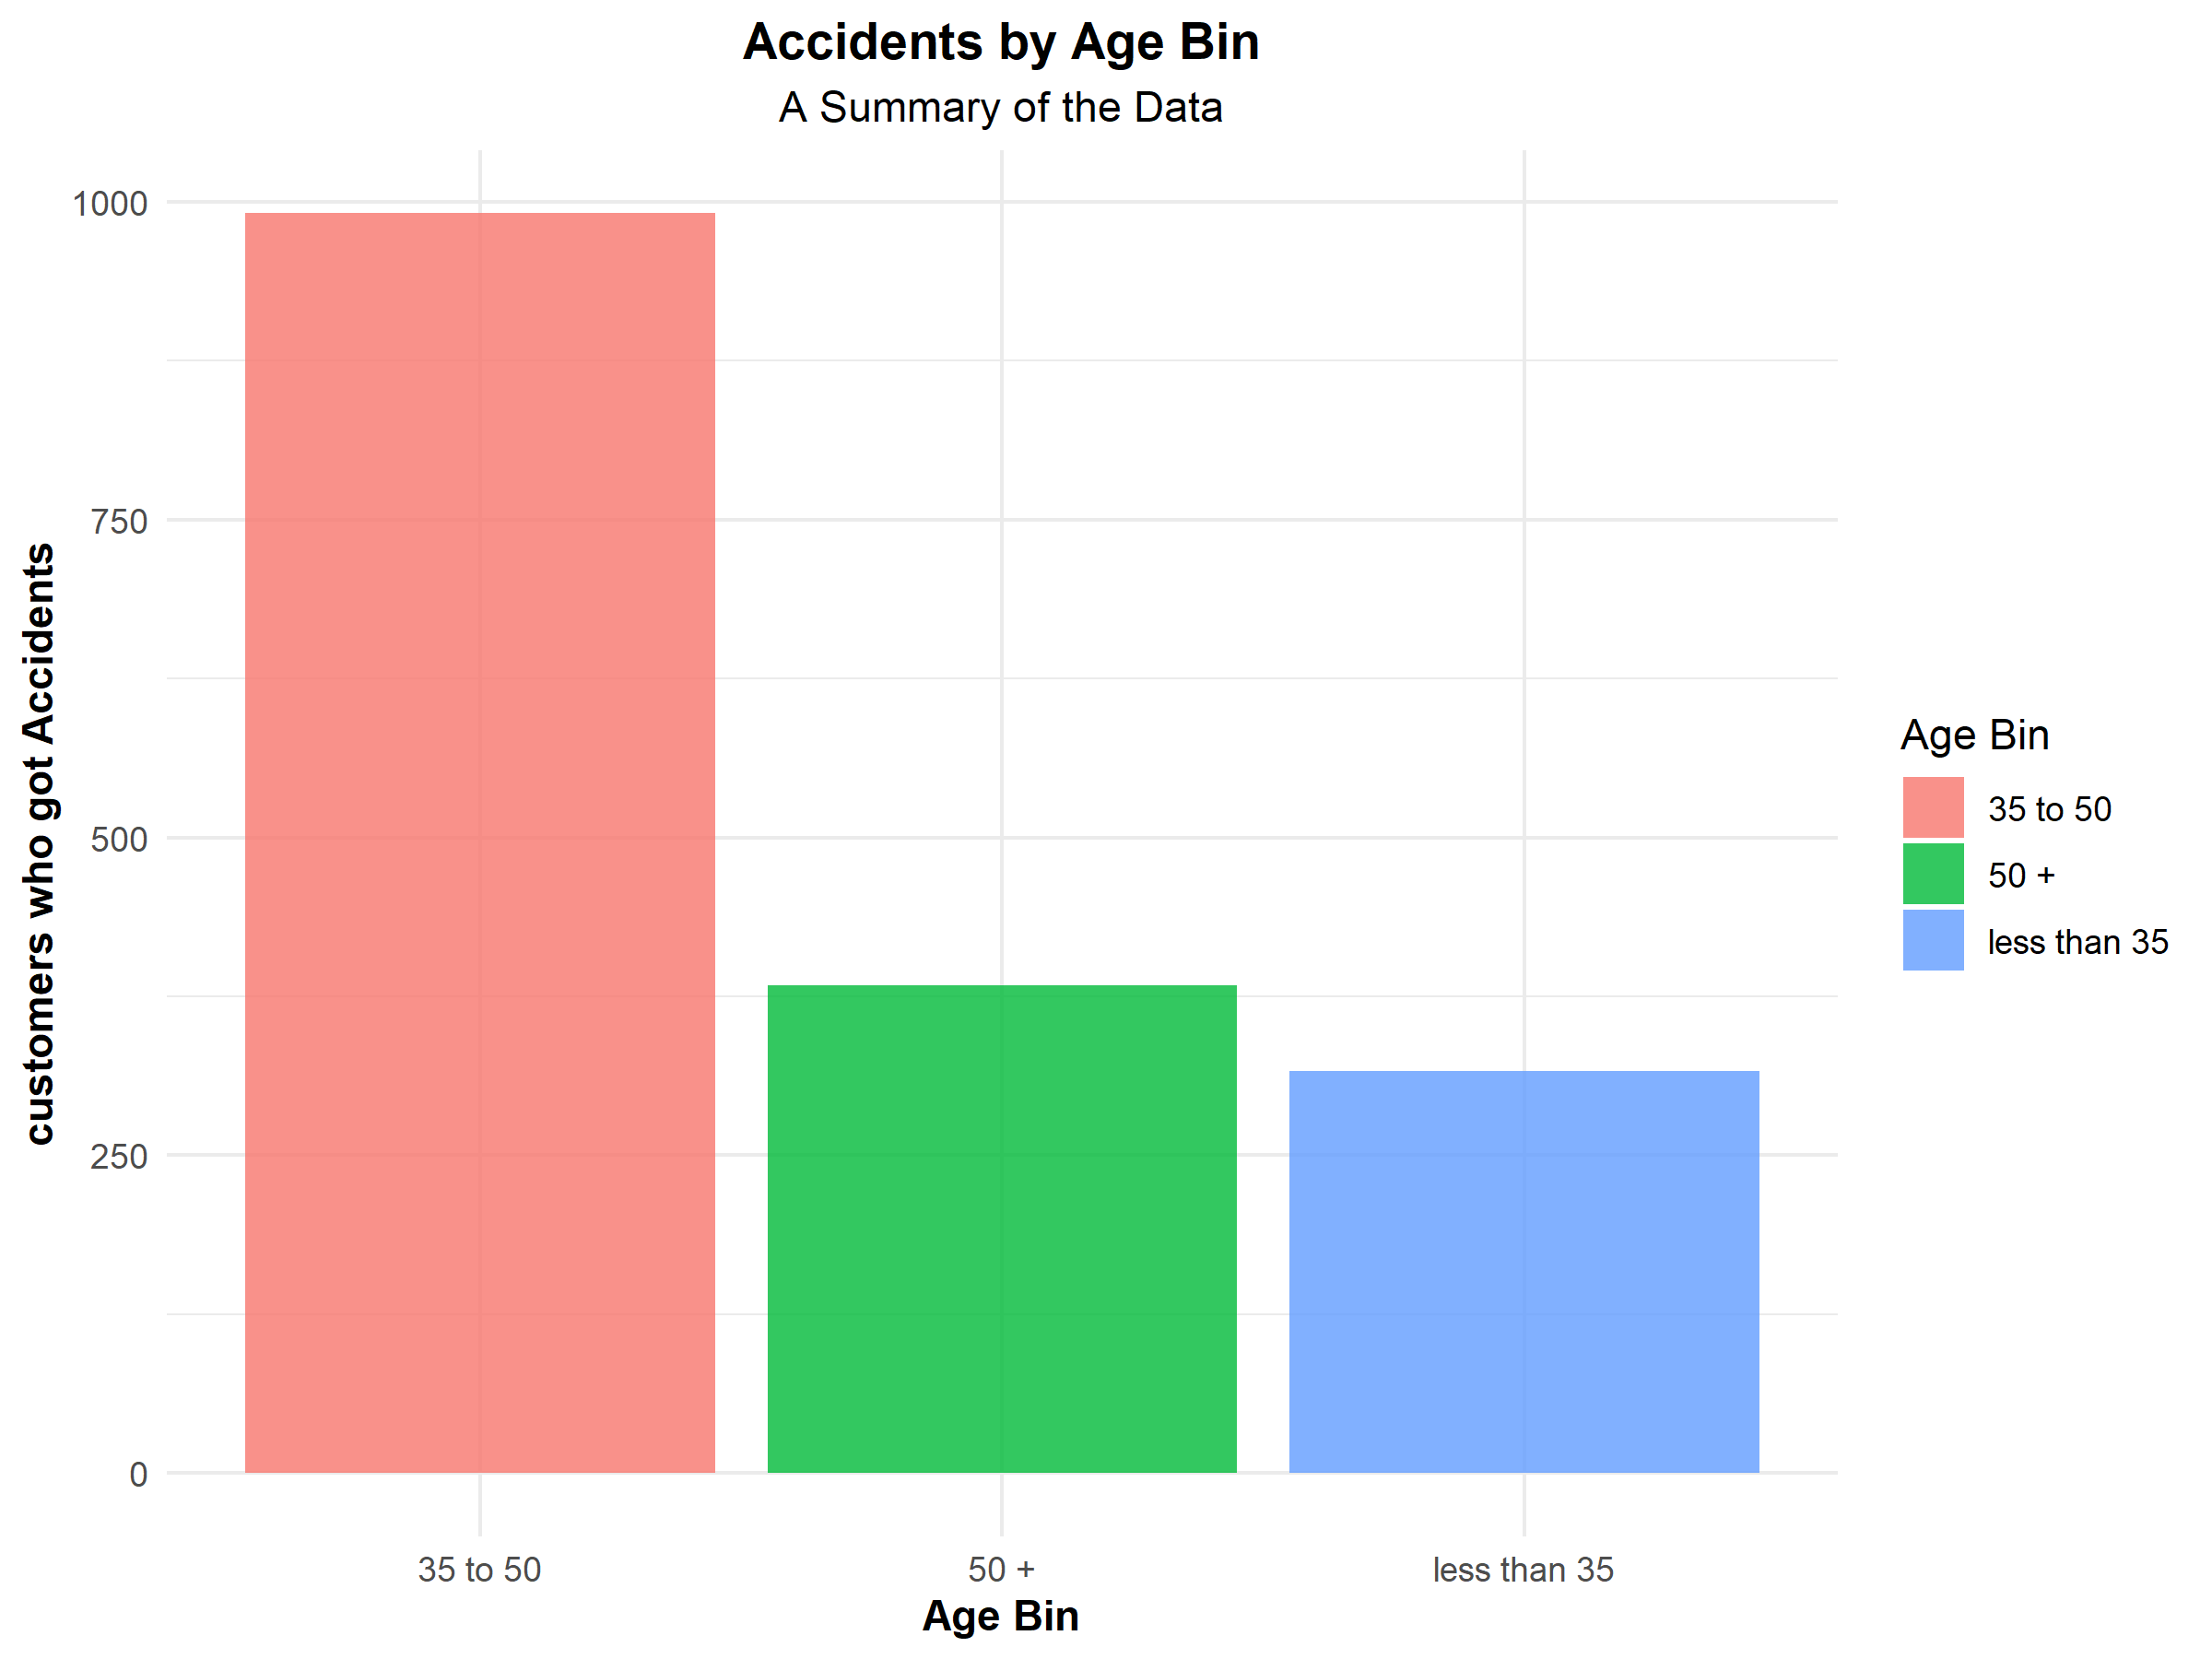 Accidents by Age Bin
A Summary of the Data
customers who got Accidents
1000
750
500
250
0
35 to 50
50 +
less than 35
Age Bin
Age Bin
35 to 50
50 +
less than 35